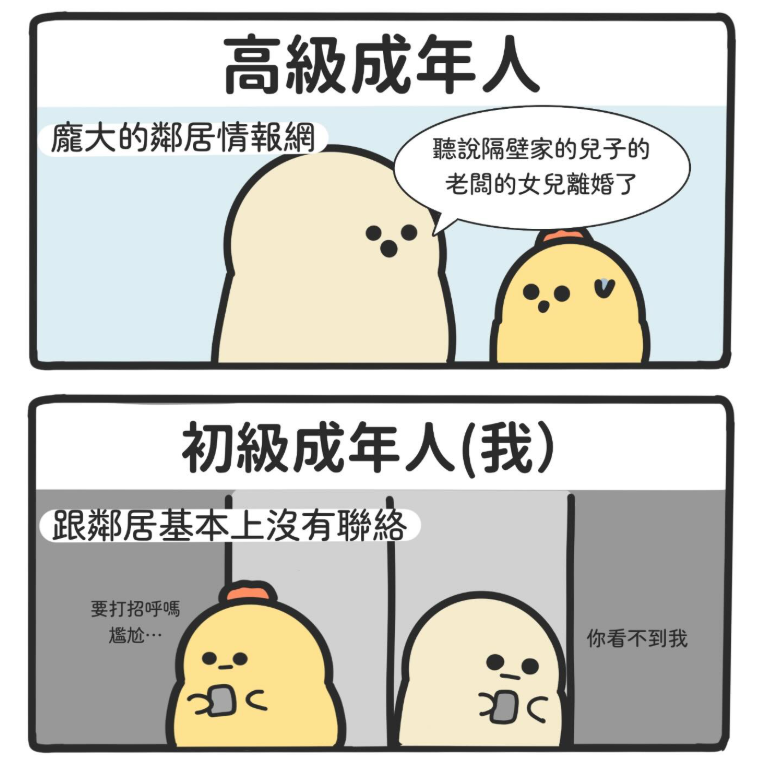 高級成年人
龐大的鄰居情報網
聽說隔壁家的兒子的
老闆的女兒離婚了
初級成年人(我)
跟鄰居基本上沒有聯絡
要打招呼嗎
尷尬…
你看不到我